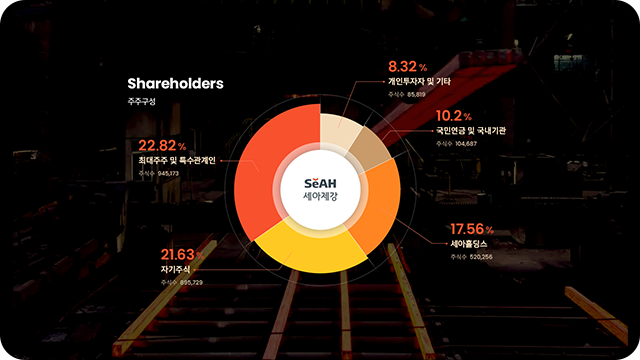 Shareholders
주주구성
8.32 %
개인투자자 및 기타
주식수 85,819
10.2 %
국민연금 및 국내기관
주식수 104,687
22.82 %
최대주주 및 특수관계인
주식수 945,173
SeAH
세아제강
17.56 %
세아홀딩스
주식수 520,256
21.63 %
자기주식
주식수 895,729